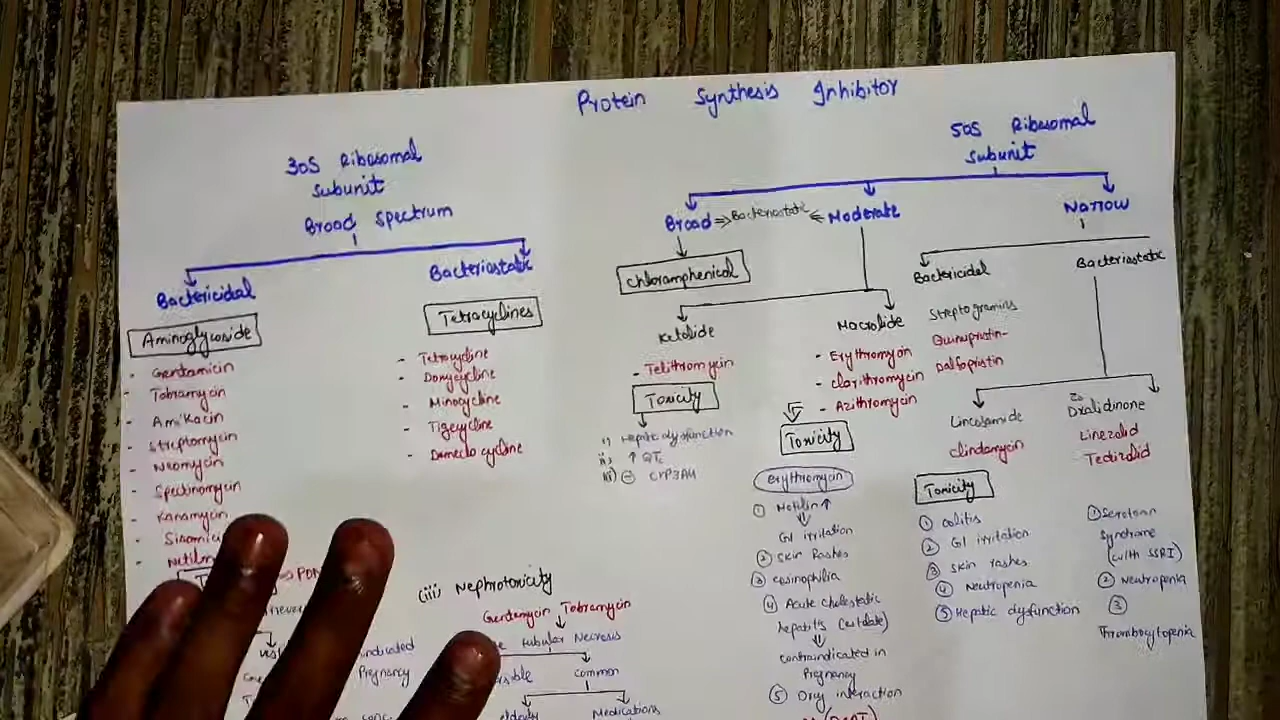 Protein Synthesis Inhibitor
30S Ribosomal
Subunit
Broad Spectrum
Bactericidal
Bacteriostatic
Aminoglycoside
- Gentamicin
- Tobramycin
- Amikacin
- Streptomycin
- Neomycin
- Spectinomycin
- Kanamycin
Tetracyclines
- Tetracycline
- Doxycycline
- Minocycline
- Tigecycline
- Demeclocycline
(iii) Nephrotoxicity
Gentamycin Tobramycin
tubular Necrosis
common
Medications
Pregnancy
50S Ribosomal
subunit
Broad => Bacteriostatic <= Moderate
Narrow
chloramphenicol
Ketolide
- Telithromycin
Toxicity
i) Hepatic dysfunction
ii) ↑ QTc
iii) ⊖ CYP3A4
Macrolide
- Erythromycin
- clarithromycin
- Azithromycin
Toxicity
Erythromycin
① Motilin ↑
GI irritation
② Skin Rashes
③ eosinophilia
④ Acute cholestatic
hepatitis (estolate)
contraindicated in
Pregnancy
⑤ Drug interaction
Bactericidal
Streptogramins
Quinupristin-
Dalfopristin
Bacteriostatic
Lincosamide
clindamycin
Toxicity
① colitis
② GI irritation
③ skin rashes
④ Neutropenia
⑤ Hepatic dysfunction
Linezolid
Tedizolid
① Serotonin
Syndrome
(with SSRI)
② Neutropenia
③
Thrombocytopenia